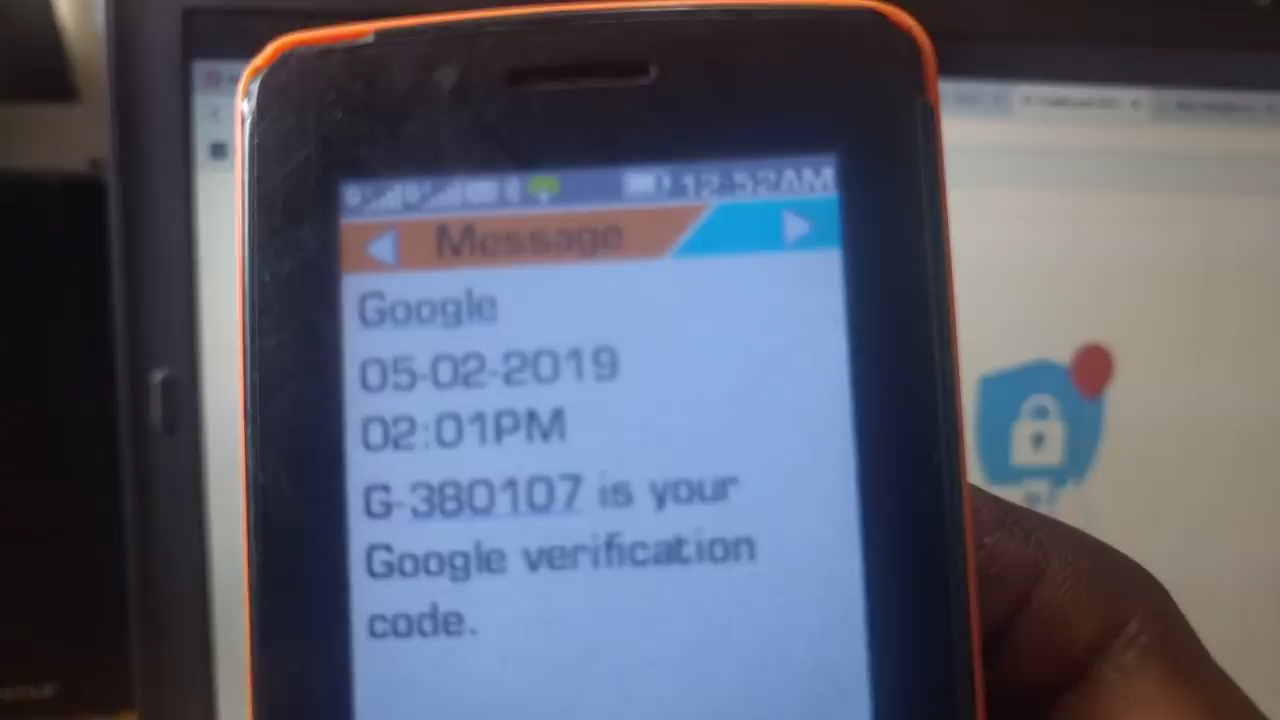 12:52AM
Message
Google
05-02-2019
02:01PM
G-380107 is your
Google verification
code.